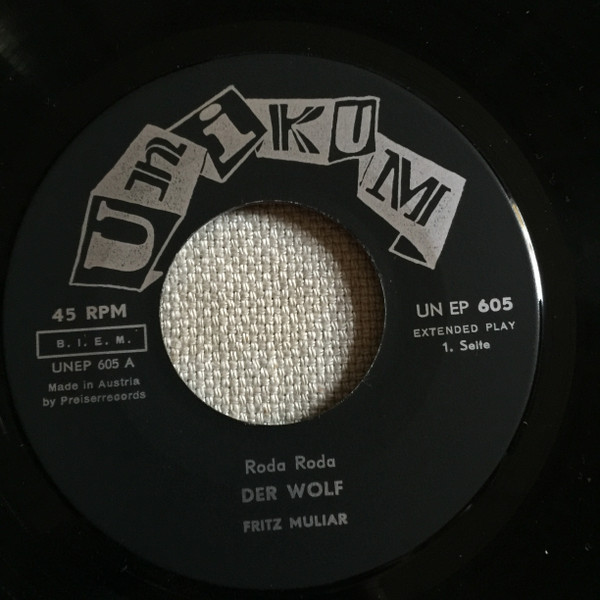 UniKUM
45 RPM
B. I. E. M.
UNEP 605 A
Made in Austria
by Preiserrecords
UN EP 605
EXTENDED PLAY
1. Seite
Roda Roda
DER WOLF
FRITZ MULIAR